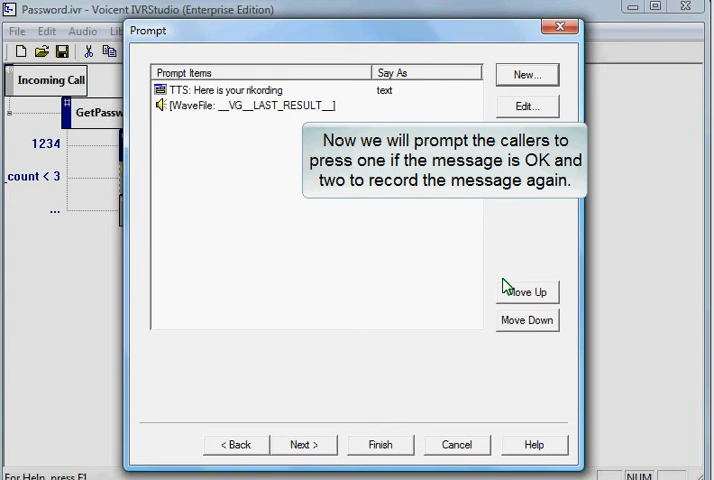 Password.ivr - Voicent IVRStudio (Enterprise Edition)
File Edit Audio
Prompt
Incoming Call
Prompt Items Say As
New...
TTS: Here is your rikording text
[WaveFile: __VG__LAST_RESULT__]
Edit...
1234
_count < 3
...
Now we will prompt the callers to
press one if the message is OK and
two to record the message again.
Move Up
Move Down
< Back Next > Finish Cancel Help
For Help, press F1
NUM